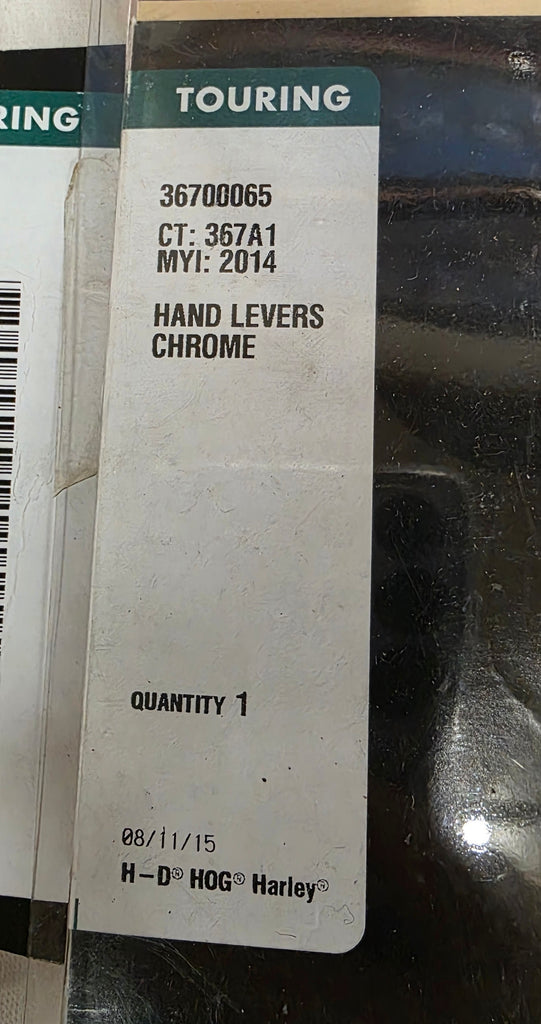 RING
TOURING
36700065
CT: 367A1
MYI: 2014
HAND LEVERS
CHROME
QUANTITY 1
08/11/15
H-D® HOG® Harley®